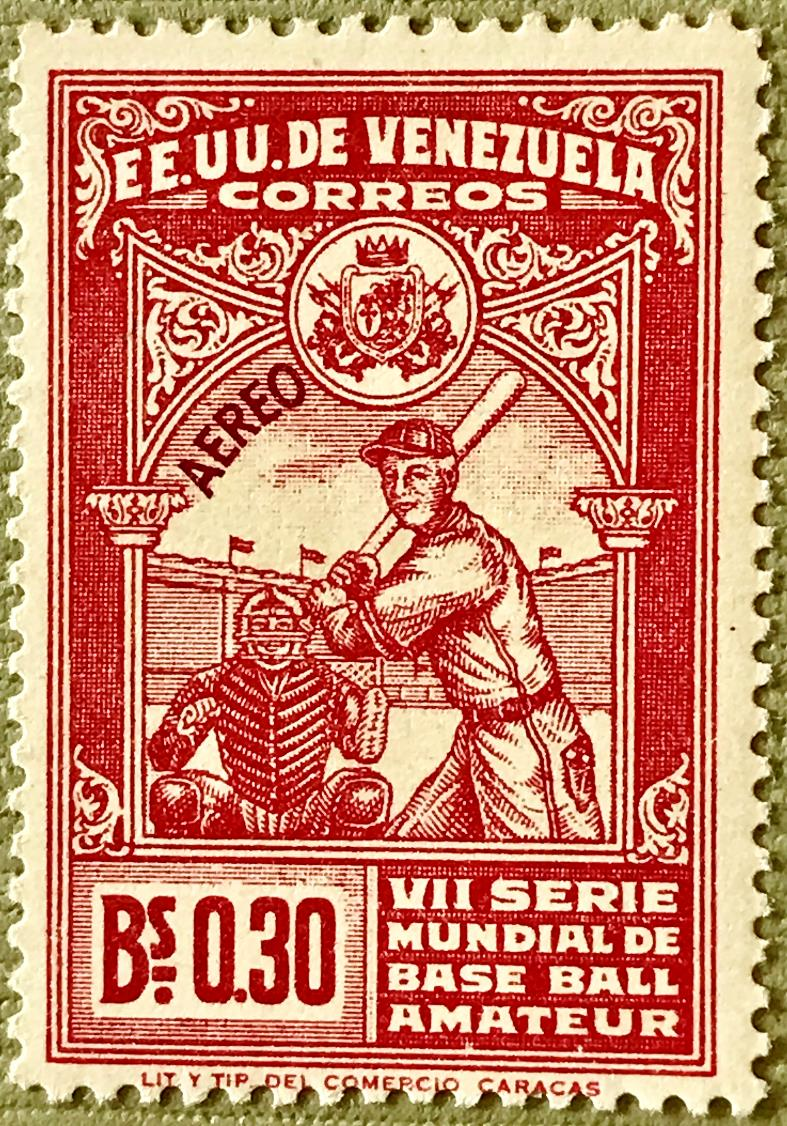 EE.UU.DE VENEZUELA
CORREOS
AEREO
Bs. 0.30
VII SERIE
MUNDIAL DE
BASE BALL
AMATEUR
LIT. Y TIP. DEL COMERCIO CARACAS